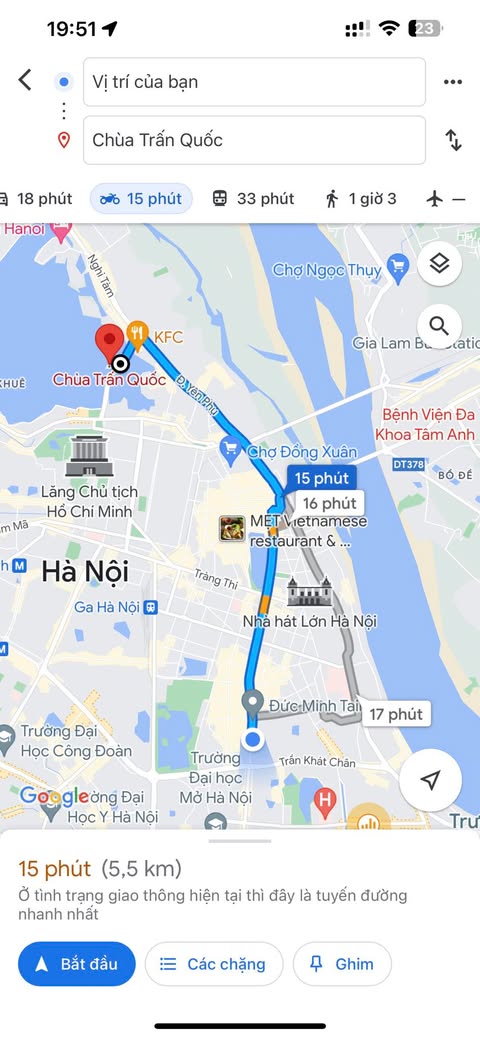 19:51
23
Vị trí của bạn
Chùa Trấn Quốc
18 phút
15 phút
33 phút
1 giờ 3
Hanoi
Nghi Tàm
Chợ Ngọc Thụy
KFC
Chùa Trấn Quốc
KHUÊ
Đ. Yên Phụ
Gia Lam
Bệnh Viện Đa
Khoa Tâm Anh
Chợ Đồng Xuân
DT378
BỒ ĐỀ
15 phút
16 phút
Lăng Chủ tịch
Hồ Chí Minh
MET Vietnamese
restaurant & ...
Hà Nội
Tràng Thi
Ga Hà Nội
Nhà hát Lớn Hà Nội
M
M
Đức Minh
17 phút
Trường Đại
Học Công Đoàn
Trường
Đại học
Mở Hà Nội
Trần Khát Chân
H
Google
ờng Đại
Học Y Hà Nội
15 phút (5,5 km)
Ở tình trạng giao thông hiện tại thì đây là tuyến đường
nhanh nhất
Bắt đầu
Các chặng
Ghim